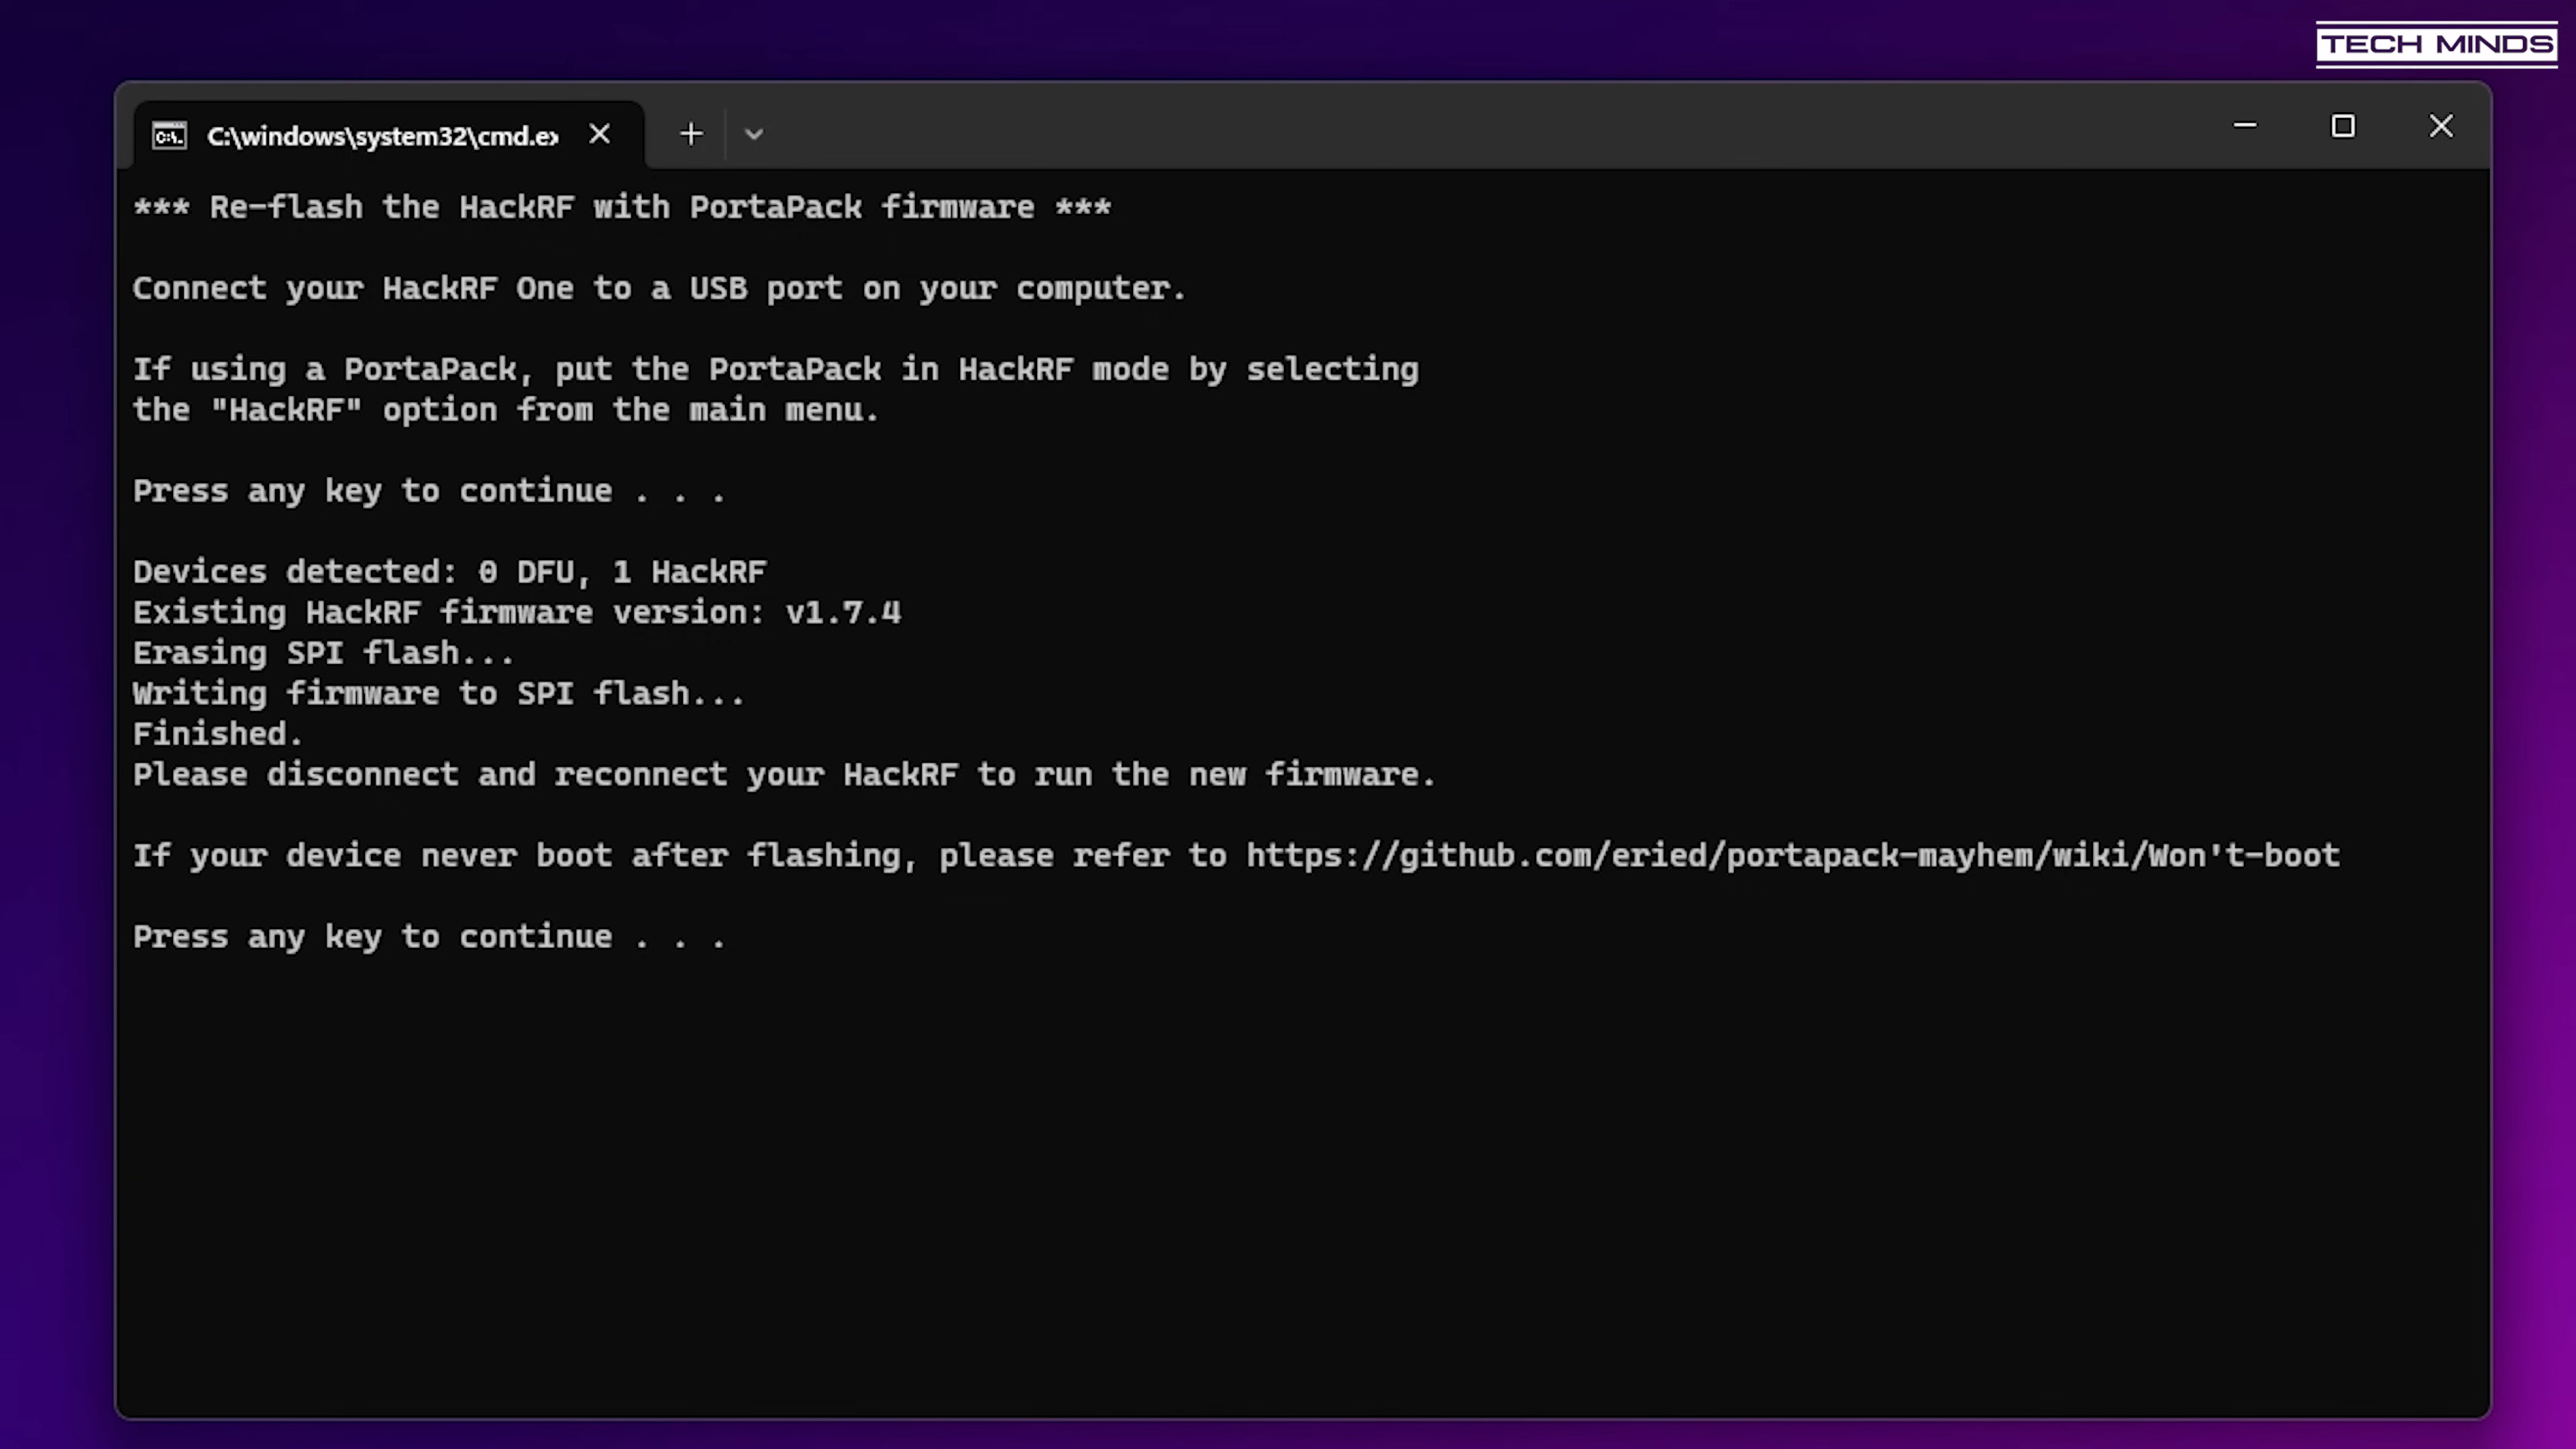 TECH MINDS
C:\windows\system32\cmd.ex
*** Re-flash the HackRF with PortaPack firmware ***
Connect your HackRF One to a USB port on your computer.
If using a PortaPack, put the PortaPack in HackRF mode by selecting
the "HackRF" option from the main menu.
Press any key to continue . . .
Devices detected: 0 DFU, 1 HackRF
Existing HackRF firmware version: v1.7.4
Erasing SPI flash...
Writing firmware to SPI flash...
Finished.
Please disconnect and reconnect your HackRF to run the new firmware.
If your device never boot after flashing, please refer to https://github.com/eried/portapack-mayhem/wiki/Won't-boot
Press any key to continue . . .